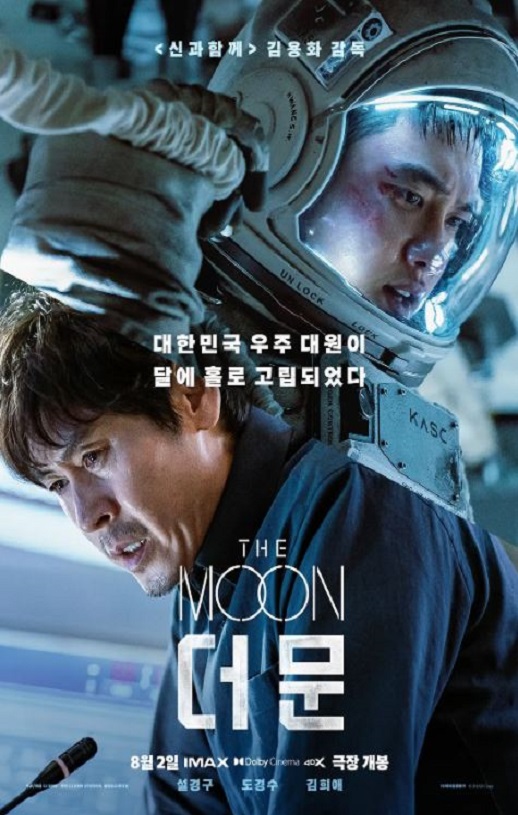 <신과함께> 김용화 감독
UNLOCK
LOCK
대한민국 우주 대원이
달에 홀로 고립되었다
KASC
THE
MOON
더 문
8월 2일 IMAX Dolby Cinema 4DX 극장 개봉
설경구 도경수 김희애